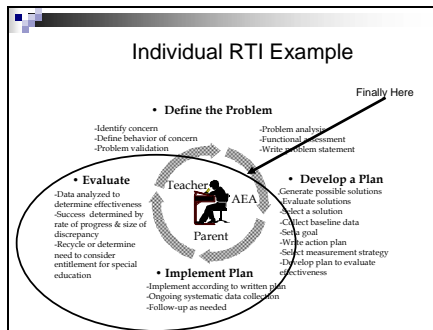 Individual RTI Example
Finally Here
• Define the Problem
-Identify concern
-Define behavior of concern
-Problem validation
-Problem analysis
-Functional assessment
-Write problem statement
• Develop a Plan
-Generate possible solutions
-Evaluate solutions
-Select a solution
-Collect baseline data
-Set a goal
-Write action plan
-Select measurement strategy
-Develop plan to evaluate
effectiveness
• Evaluate
-Data analyzed to
determine effectiveness
-Success determined by
rate of progress & size of
discrepancy
-Recycle or determine
need to consider
entitlement for special
education
Teacher
AEA
Parent
• Implement Plan
-Implement according to written plan
-Ongoing systematic data collection
-Follow-up as needed